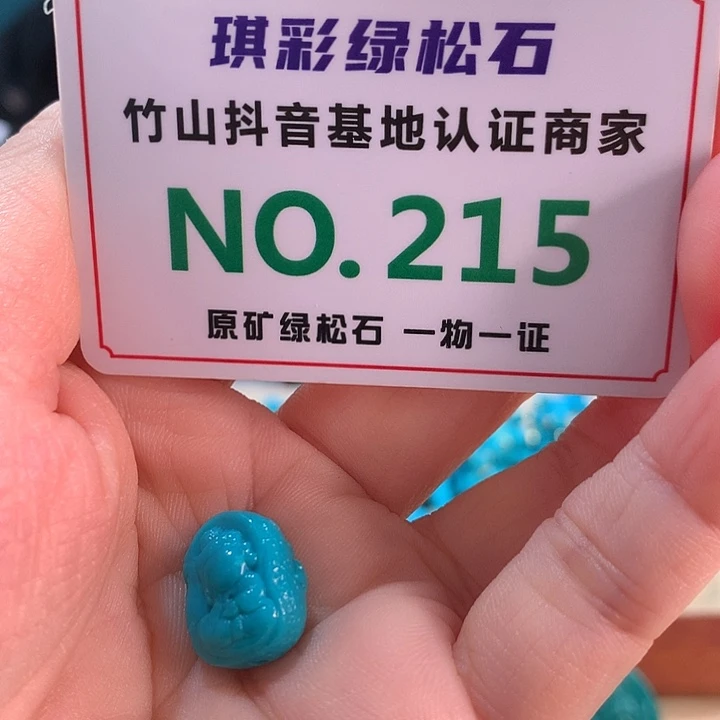 琪彩绿松石
竹山抖音基地认证商家
NO.215
原矿绿松石 一物一证